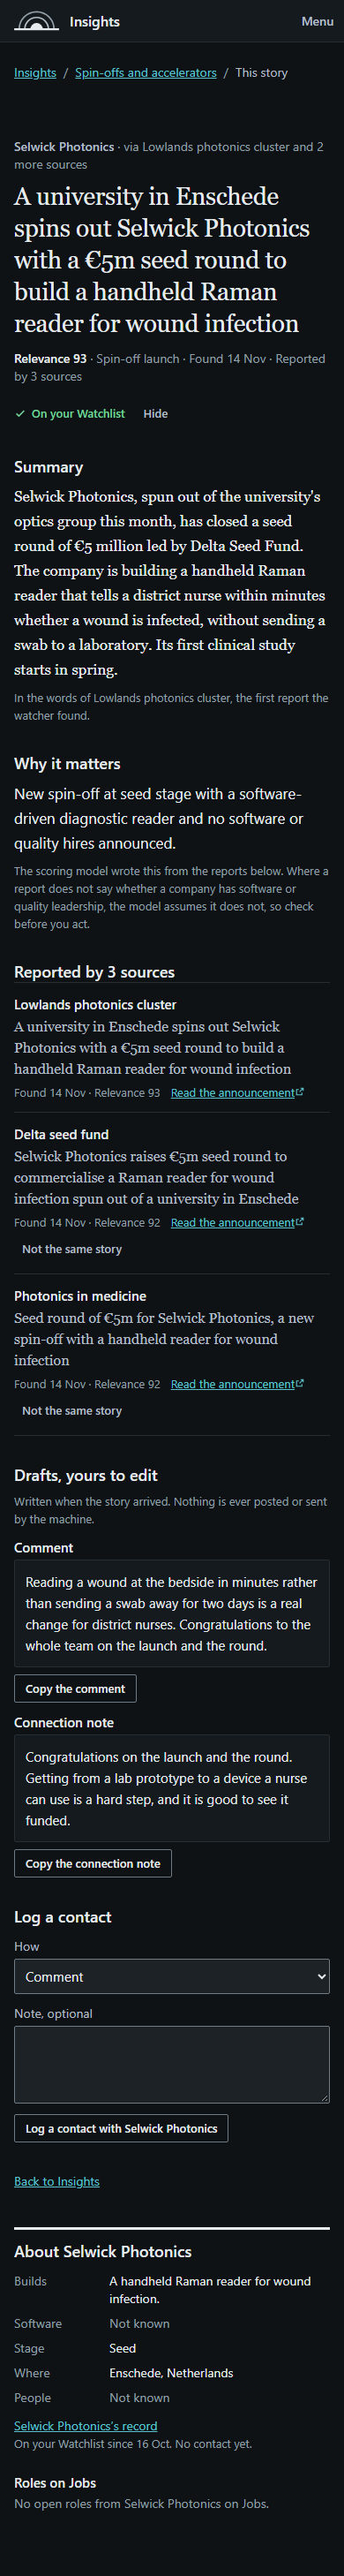 Insights
Menu
Insights / Spin-offs and accelerators / This story
Selwick Photonics · via Lowlands photonics cluster and 2
more sources
A university in Enschede
spins out Selwick Photonics
with a €5m seed round to
build a handheld Raman
reader for wound infection
Relevance 93 · Spin-off launch · Found 14 Nov · Reported
by 3 sources
✓ On your Watchlist Hide
Summary
Selwick Photonics, spun out of the university's
optics group this month, has closed a seed
round of €5 million led by Delta Seed Fund.
The company is building a handheld Raman
reader that tells a district nurse within minutes
whether a wound is infected, without sending a
swab to a laboratory. Its first clinical study
starts in spring.
In the words of Lowlands photonics cluster, the first report the
watcher found.
Why it matters
New spin-off at seed stage with a software-
driven diagnostic reader and no software or
quality hires announced.
The scoring model wrote this from the reports below. Where a
report does not say whether a company has software or
quality leadership, the model assumes it does not, so check
before you act.
Reported by 3 sources
Lowlands photonics cluster
A university in Enschede spins out Selwick
Photonics with a €5m seed round to build a
handheld Raman reader for wound infection
Found 14 Nov · Relevance 93 Read the announcement
Delta seed fund
Selwick Photonics raises €5m seed round to
commercialise a Raman reader for wound
infection spun out of a university in Enschede
Found 14 Nov · Relevance 92 Read the announcement
Not the same story
Photonics in medicine
Seed round of €5m for Selwick Photonics, a new
spin-off with a handheld reader for wound
infection
Found 14 Nov · Relevance 92 Read the announcement
Not the same story
Drafts, yours to edit
Written when the story arrived. Nothing is ever posted or sent
by the machine.
Comment
Reading a wound at the bedside in minutes rather
than sending a swab away for two days is a real
change for district nurses. Congratulations to the
whole team on the launch and the round.
Copy the comment
Connection note
Congratulations on the launch and the round.
Getting from a lab prototype to a device a nurse
can use is a hard step, and it is good to see it
funded.
Copy the connection note
Log a contact
How
Comment
Note, optional
Log a contact with Selwick Photonics
Back to Insights
About Selwick Photonics
Builds A handheld Raman reader for wound
infection.
Software Not known
Stage Seed
Where Enschede, Netherlands
People Not known
Selwick Photonics's record
On your Watchlist since 16 Oct. No contact yet.
Roles on Jobs
No open roles from Selwick Photonics on Jobs.